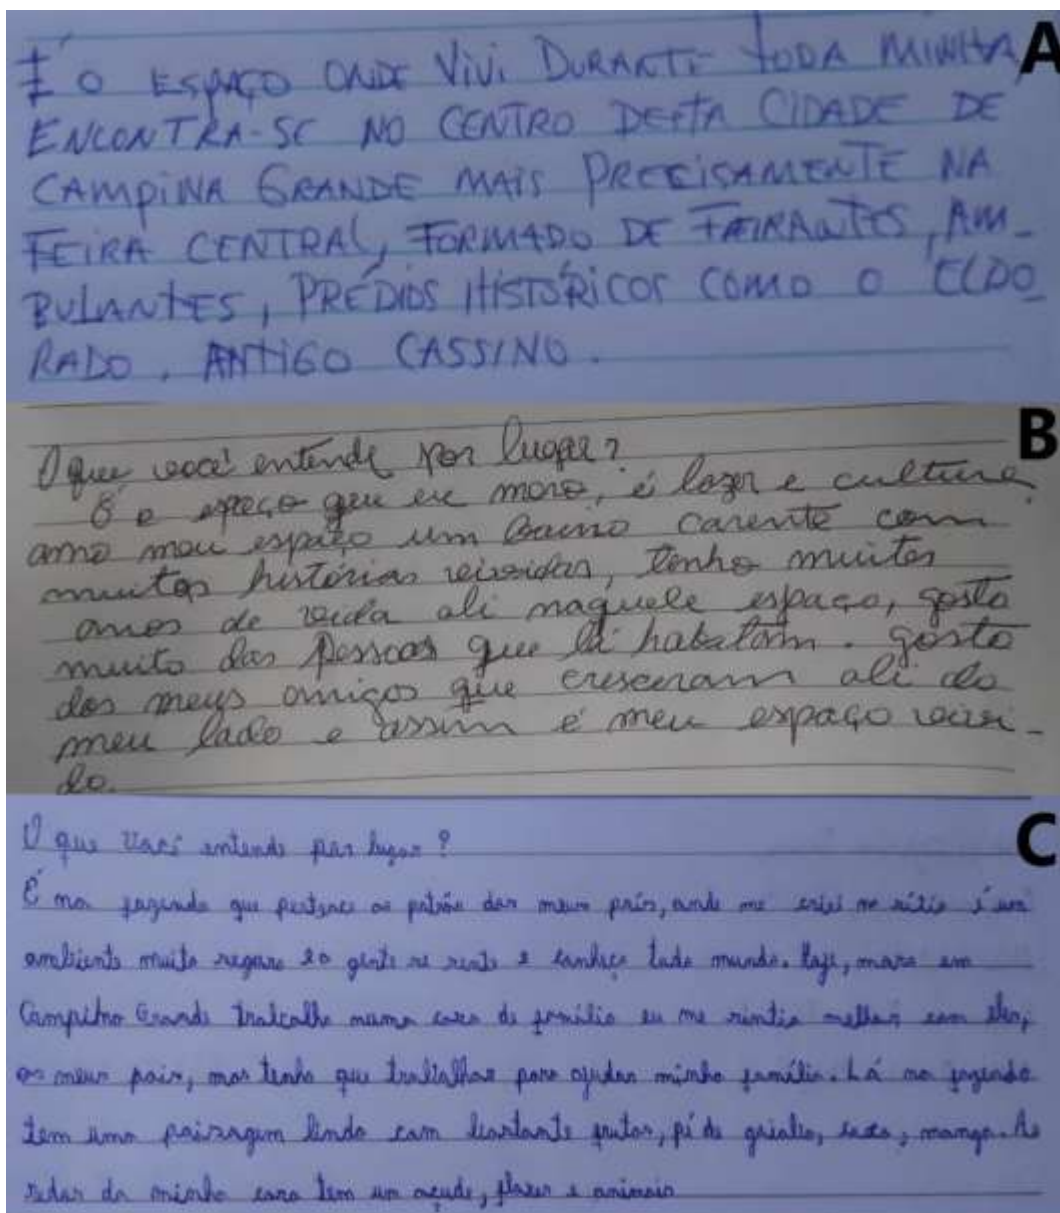 A
É O ESPAÇO ONDE VIVI DURANTE TODA MINHA
ENCONTRA-SE NO CENTRO DESTA CIDADE DE
CAMPINA GRANDE MAIS PRECISAMENTE NA
FEIRA CENTRAL, FORMADO DE FEIRANTES, AM-
BULANTES, PRÉDIOS HISTÓRICOS COMO O ELDO
RADO, ANTIGO CASSINO.
B
O que você entende por lugar?
É o espaço que eu moro, é lazer e cultura,
amo meu espaço um bairro carente com
muitas histórias vividas, tenho muitos
anos de vida ali naquele espaço, gosto
muito das pessoas que lá habitam. gosto
dos meus amigos que cresceram ali do
meu lado e assim é meu espaço vivi-
do.
C
O que você entende por lugar?
É na fazenda que pertence ao patrão dos meus pais, onde me criei no sítio é um
ambiente muito seguro a gente se sente e conheço todo mundo. Hoje, moro em
Campina Grande trabalho numa casa de família eu me sintia melhor com eles,
os meus pais, mas tenho que trabalhar para ajudar minha família. Lá na fazenda
tem uma paisagem linda com bastante frutas, pé de goiaba, manga. Ao
redor da minha casa tem um açude, flores e animais